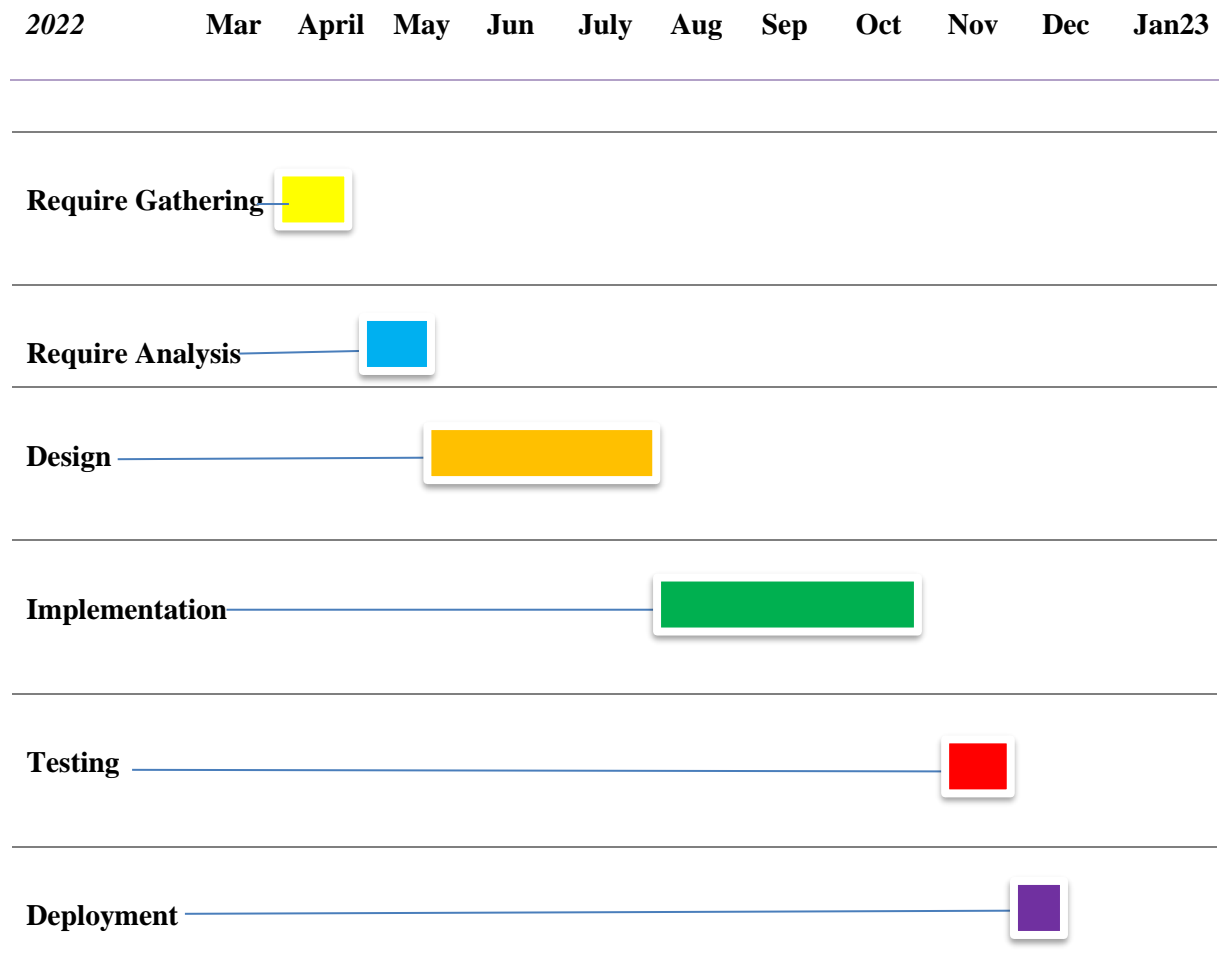 2022 Mar April May Jun July Aug Sep Oct Nov Dec Jan23
Require Gathering
Require Analysis
Design
Implementation
Testing
Deployment